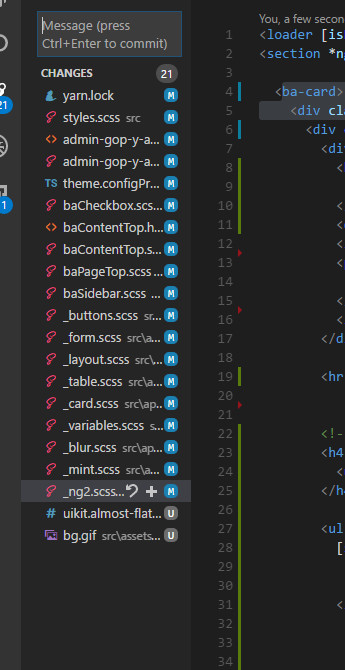 Message (press
Ctrl+Enter to commit)
CHANGES 21
yarn.lock M
styles.scss src M
admin-gop-y-a... M
admin-gop-y-a... M
TS theme.configPr... M
baCheckbox.scs... M
<> baContentTop.h... M
baContentTop.s... M
baPageTop.scss ... M
baSidebar.scss ... M
_buttons.scss sr... M
_form.scss src\a... M
_layout.scss src... M
_table.scss src\a... M
_card.scss src\ap... M
_variables.scss s... M
_blur.scss src\ap... M
_mint.scss src\a... M
_ng2.scss... M
# uikit.almost-flat... U
bg.gif src\assets... U
21
1
You, a few secon
1 <loader [is
2 <section *n
3
4 <ba-card>
5 <div cl
6 <div
7 <di
8 <
9
10 <
11 <
12 <
13 <
14
15 <
16 <
17 </d
18
19 <hr
20
21
22 <!-
23 <h4
24 <
25 </h
26
27 <ul
28 [
29
30
31 <
32
33
34